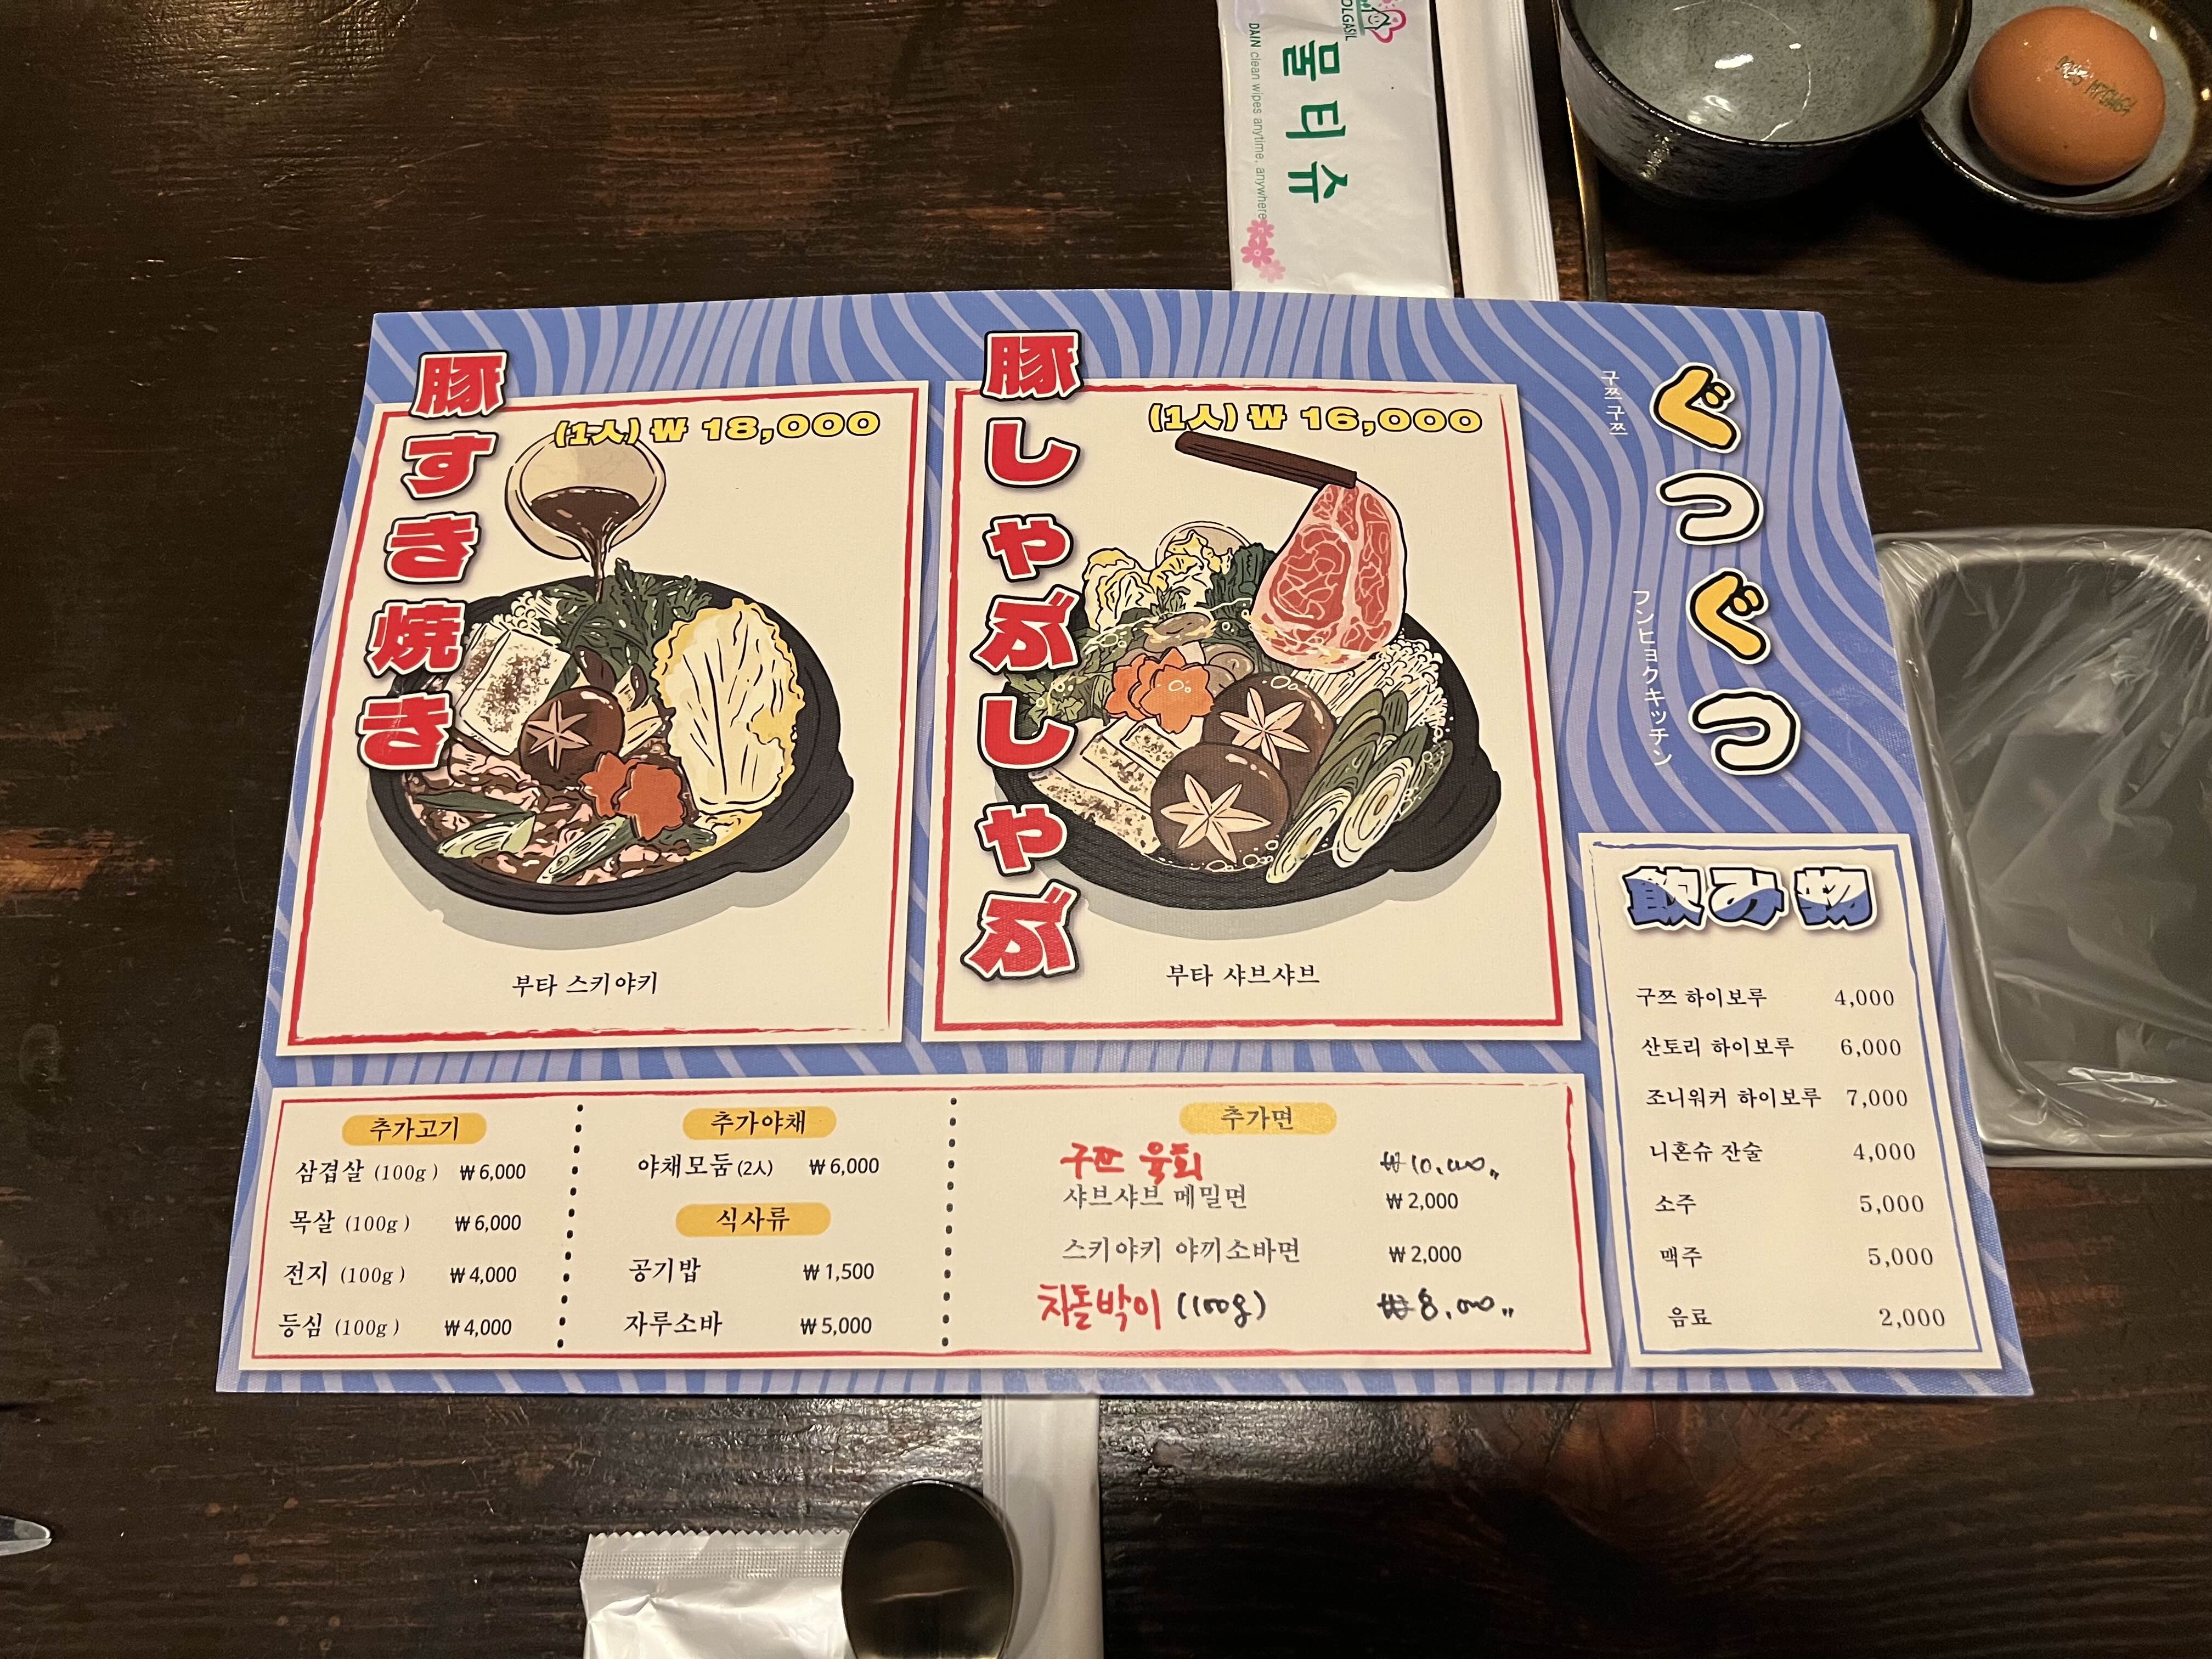 물티슈
DAIN clean wipes anytime, anywhere
豚すき焼き
(1人) ₩ 18,000
부타 스키야키
豚しゃぶしゃぶ
(1人) ₩ 16,000
부타 샤브샤브
ぐつぐつ
구쯔구쯔
フンヒョクキッチン
飲み物
구쯔 하이보루 4,000
산토리 하이보루 6,000
조니워커 하이보루 7,000
니혼슈 잔술 4,000
소주 5,000
맥주 5,000
음료 2,000
추가고기
삼겹살 (100g) ₩6,000
목살 (100g) ₩6,000
전지 (100g) ₩4,000
등심 (100g) ₩4,000
추가야채
야채모둠(2人) ₩6,000
식사류
공기밥 ₩1,500
자루소바 ₩5,000
추가면
구쯔 육회 ₩10,000
샤브샤브 메밀면 ₩2,000
스키야키 야끼소바면 ₩2,000
차돌박이 (100g) ₩8,000